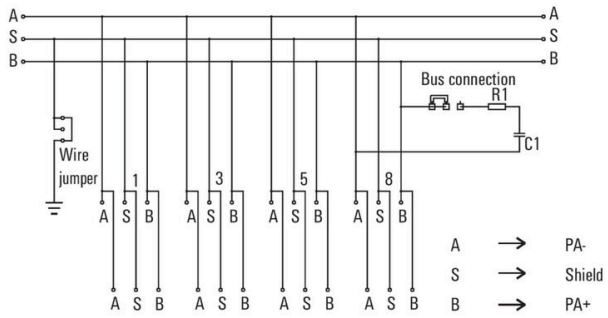 A A
S S
B B
Bus connection
R1
C1
Wire
jumper
1 3 5 8
A S B A S B A S B A S B
A S B A S B A S B A S B
A → PA-
S → Shield
B → PA+